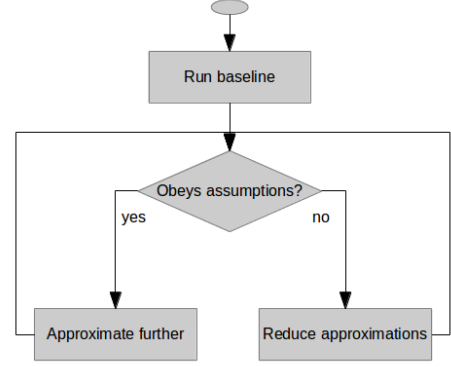 Run baseline
Obeys assumptions?
yes
no
Approximate further
Reduce approximations